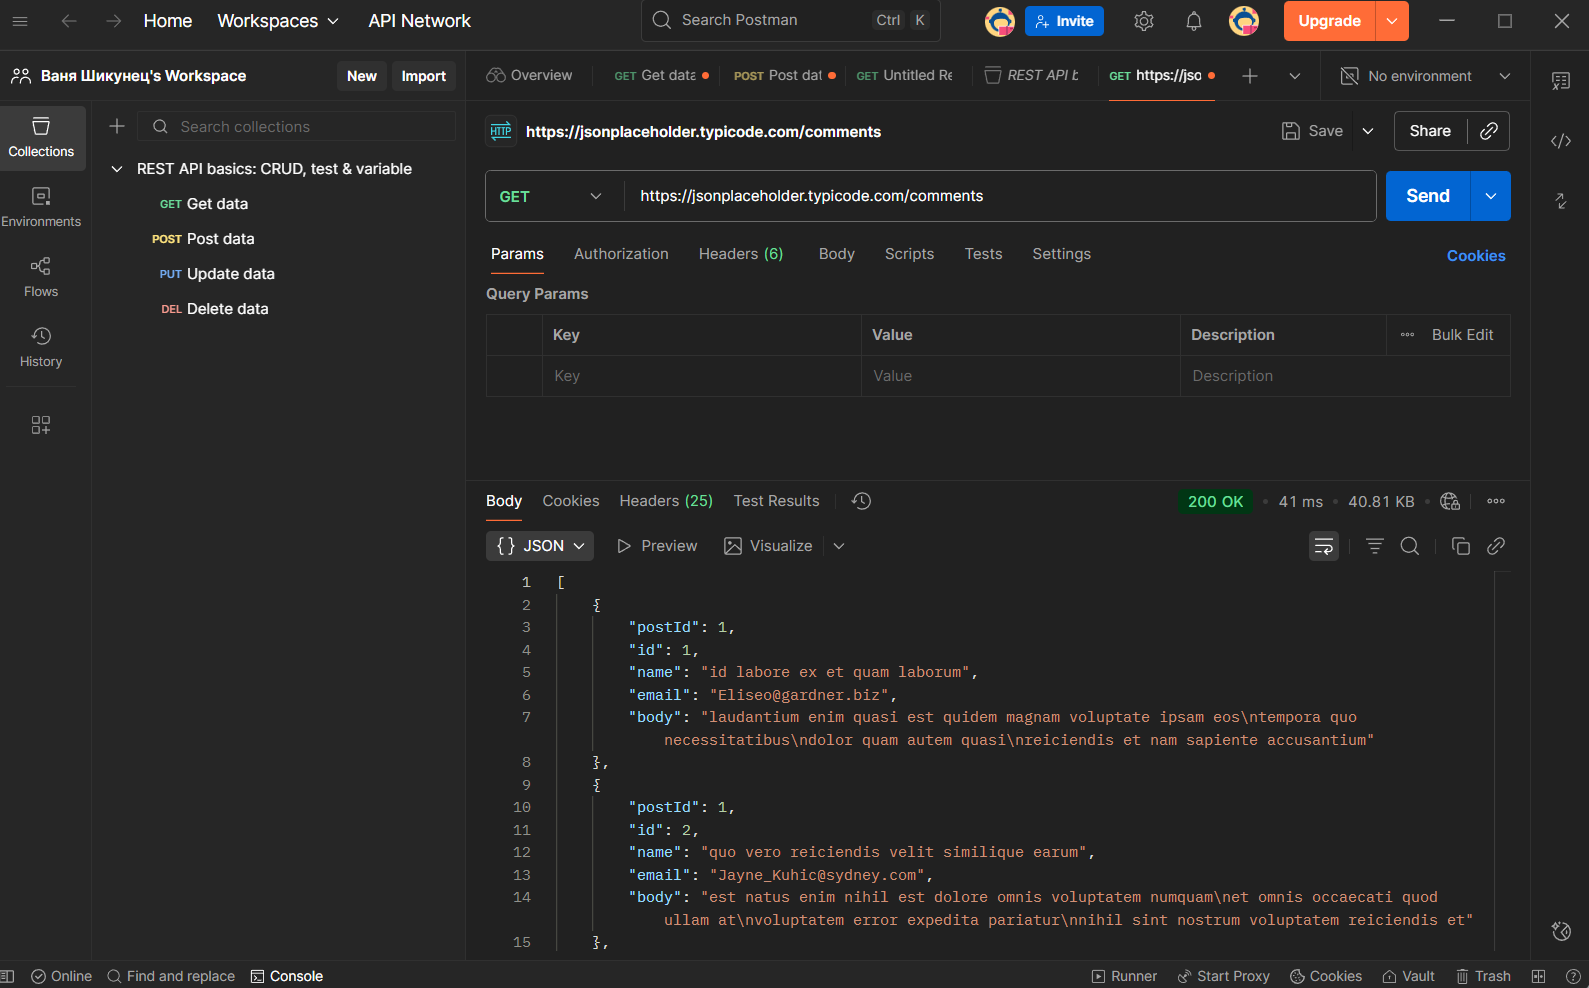 Home Workspaces API Network Search Postman Ctrl K Invite Upgrade
Ваня Шикунец's Workspace New Import
Overview GET Get data POST Post dat GET Untitled Re REST API b GET https://jso No environment
Collections
Search collections
HTTP https://jsonplaceholder.typicode.com/comments Save Share
REST API basics: CRUD, test & variable
GET Get data
POST Post data
PUT Update data
DEL Delete data
Environments
Flows
History
GET https://jsonplaceholder.typicode.com/comments Send
Params Authorization Headers (6) Body Scripts Tests Settings Cookies
Query Params
Key Value Description Bulk Edit
Key Value Description
Body Cookies Headers (25) Test Results 200 OK 41 ms 40.81 KB
{} JSON Preview Visualize
1 [
2 {
3 "postId": 1,
4 "id": 1,
5 "name": "id labore ex et quam laborum",
6 "email": "Eliseo@gardner.biz",
7 "body": "laudantium enim quasi est quidem magnam voluptate ipsam eos\ntempora quo
necessitatibus\ndolor quam autem quasi\nreiciendis et nam sapiente accusantium"
8 },
9 {
10 "postId": 1,
11 "id": 2,
12 "name": "quo vero reiciendis velit similique earum",
13 "email": "Jayne_Kuhic@sydney.com",
14 "body": "est natus enim nihil est dolore omnis voluptatem numquam\net omnis occaecati quod
ullam at\nvoluptatem error expedita pariatur\nnihil sint nostrum voluptatem reiciendis et"
15 },
Online Find and replace Console Runner Start Proxy Cookies Vault Trash